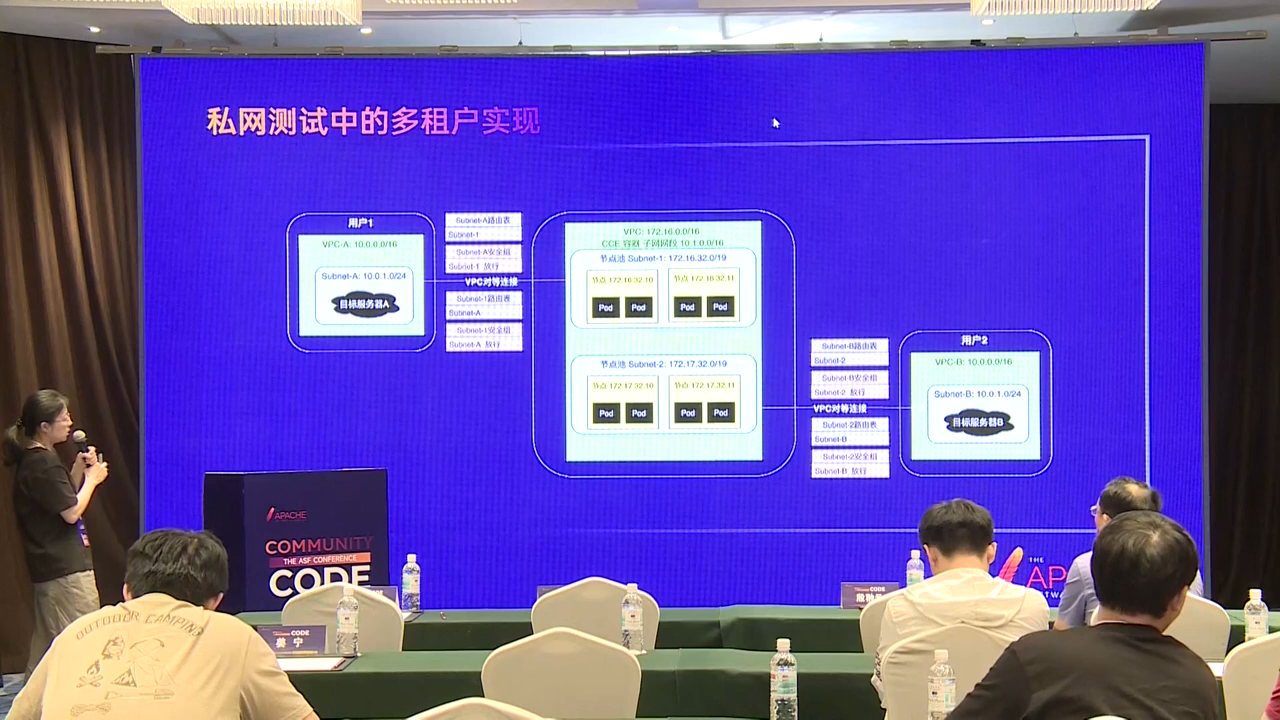 私网测试中的多租户实现
用户1
VPC-A: 10.0.0.0/16
Subnet-A: 10.0.1.0/24
目标服务器A
Subnet-A路由表
Subnet-1
Subnet-A安全组
Subnet-1 放行
VPC对等连接
Subnet-1路由表
Subnet-A
Subnet-1安全组
Subnet-A 放行
VPC: 172.16.0.0/16
CCE 容器 子网网段 10.1.0.0/16
节点池 Subnet-1: 172.16.32.0/19
节点 172.16.32.10
节点 172.16.32.11
Pod
Pod
Pod
Pod
节点池 Subnet-2: 172.17.32.0/19
节点 172.17.32.10
节点 172.17.32.11
Pod
Pod
Pod
Pod
Subnet-B路由表
Subnet-2
Subnet-B安全组
Subnet-2 放行
VPC对等连接
Subnet-2路由表
Subnet-B
Subnet-2安全组
Subnet-B 放行
用户2
VPC-B: 10.0.0.0/16
Subnet-B: 10.0.1.0/24
目标服务器B
APACHE
COMMUNITY
THE ASF CONFERENCE
CODE
THE
CODE
CODE
OUTDOOR CAMPING